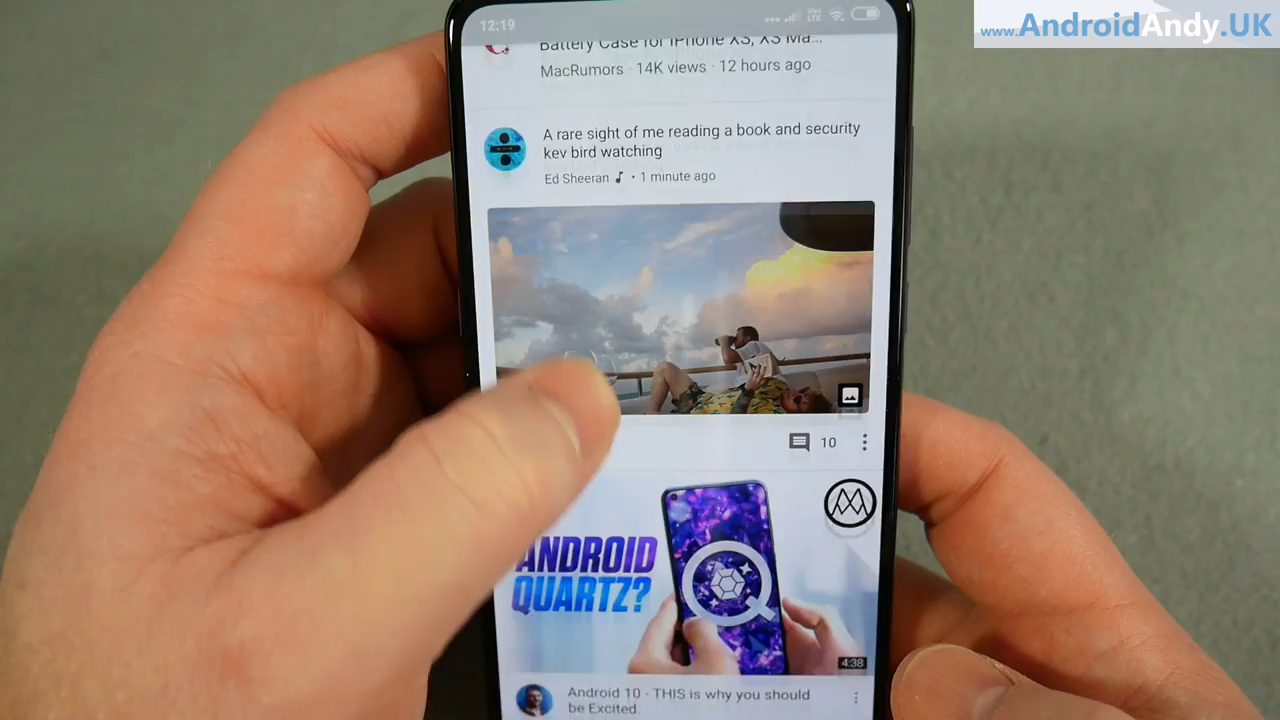 www.AndroidAndy.UK
12:19
Battery Case for iPhone XS, XS Ma...
MacRumors · 14K views · 12 hours ago
A rare sight of me reading a book and security
kev bird watching
Ed Sheeran ♪ • 1 minute ago
10
ANDROID
QUARTZ?
4:38
Android 10 - THIS is why you should
be Excited.